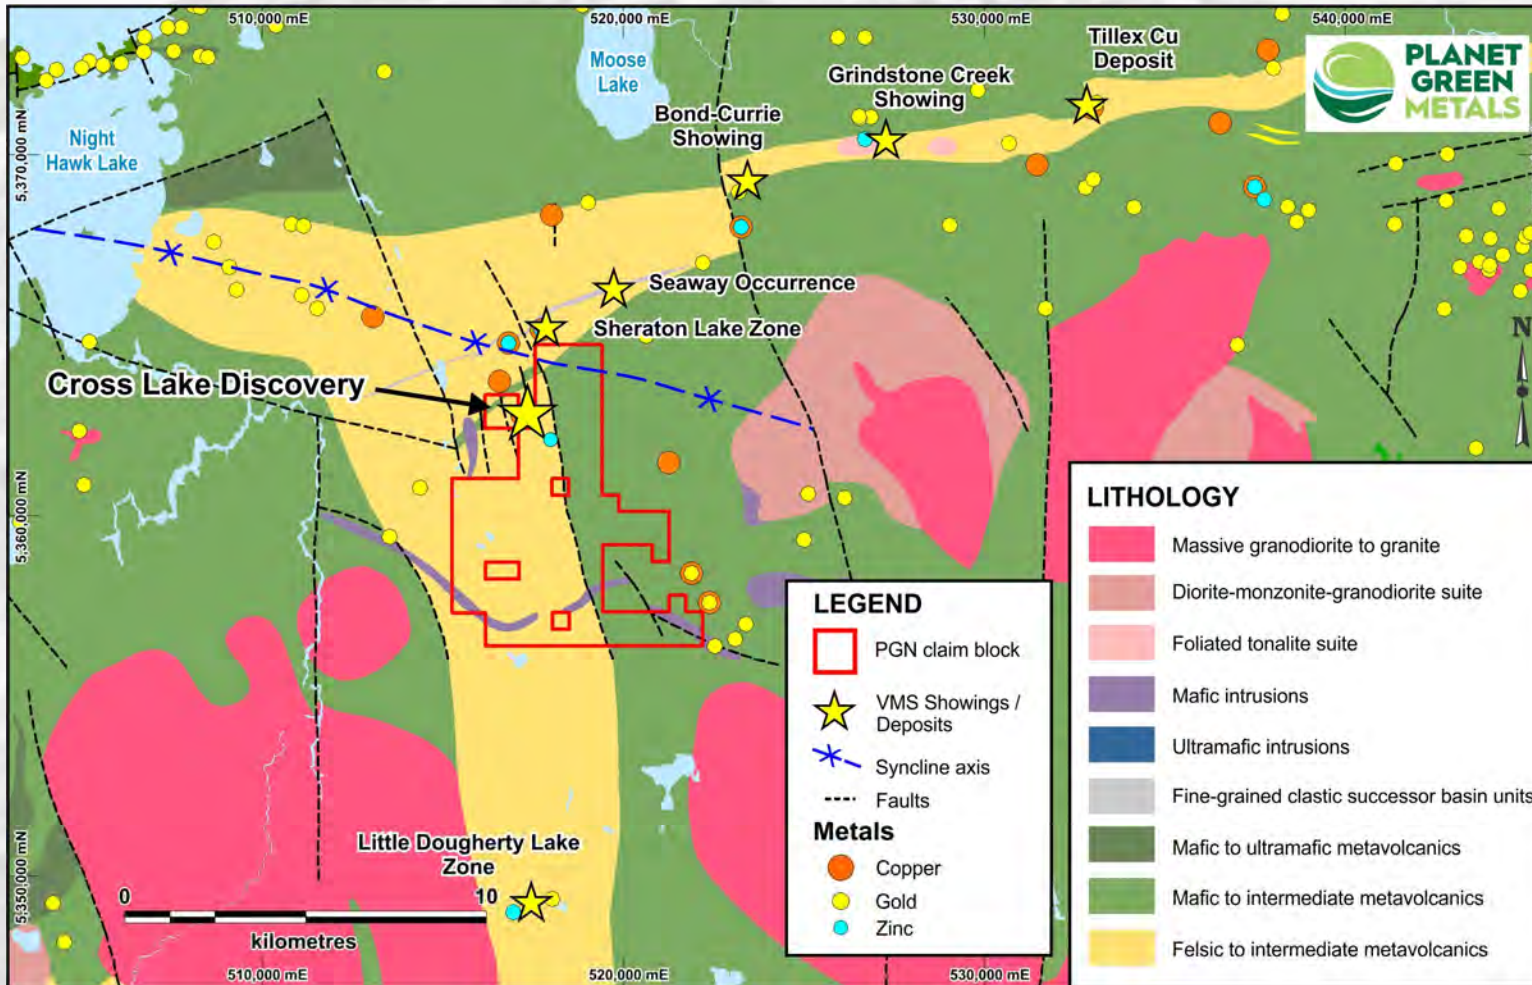 510,000 mE
520,000 mE
530,000 mE
540,000 mE
PLANET
GREEN
METALS
Moose
Lake
Tillex Cu
Deposit
Grindstone Creek
Showing
Bond-Currie
Showing
Night
Hawk Lake
5,370,000 mN
Seaway Occurrence
Sheraton Lake Zone
N
Cross Lake Discovery
5,360,000 mN
LITHOLOGY
Massive granodiorite to granite
Diorite-monzonite-granodiorite suite
Foliated tonalite suite
Mafic intrusions
Ultramafic intrusions
Fine-grained clastic successor basin units
Mafic to ultramafic metavolcanics
Mafic to intermediate metavolcanics
Felsic to intermediate metavolcanics
LEGEND
PGN claim block
VMS Showings /
Deposits
Syncline axis
Faults
Metals
Copper
Gold
Zinc
Little Dougherty Lake
Zone
5,350,000 mN
0
10
kilometres
510,000 mE
520,000 mE
530,000 mE